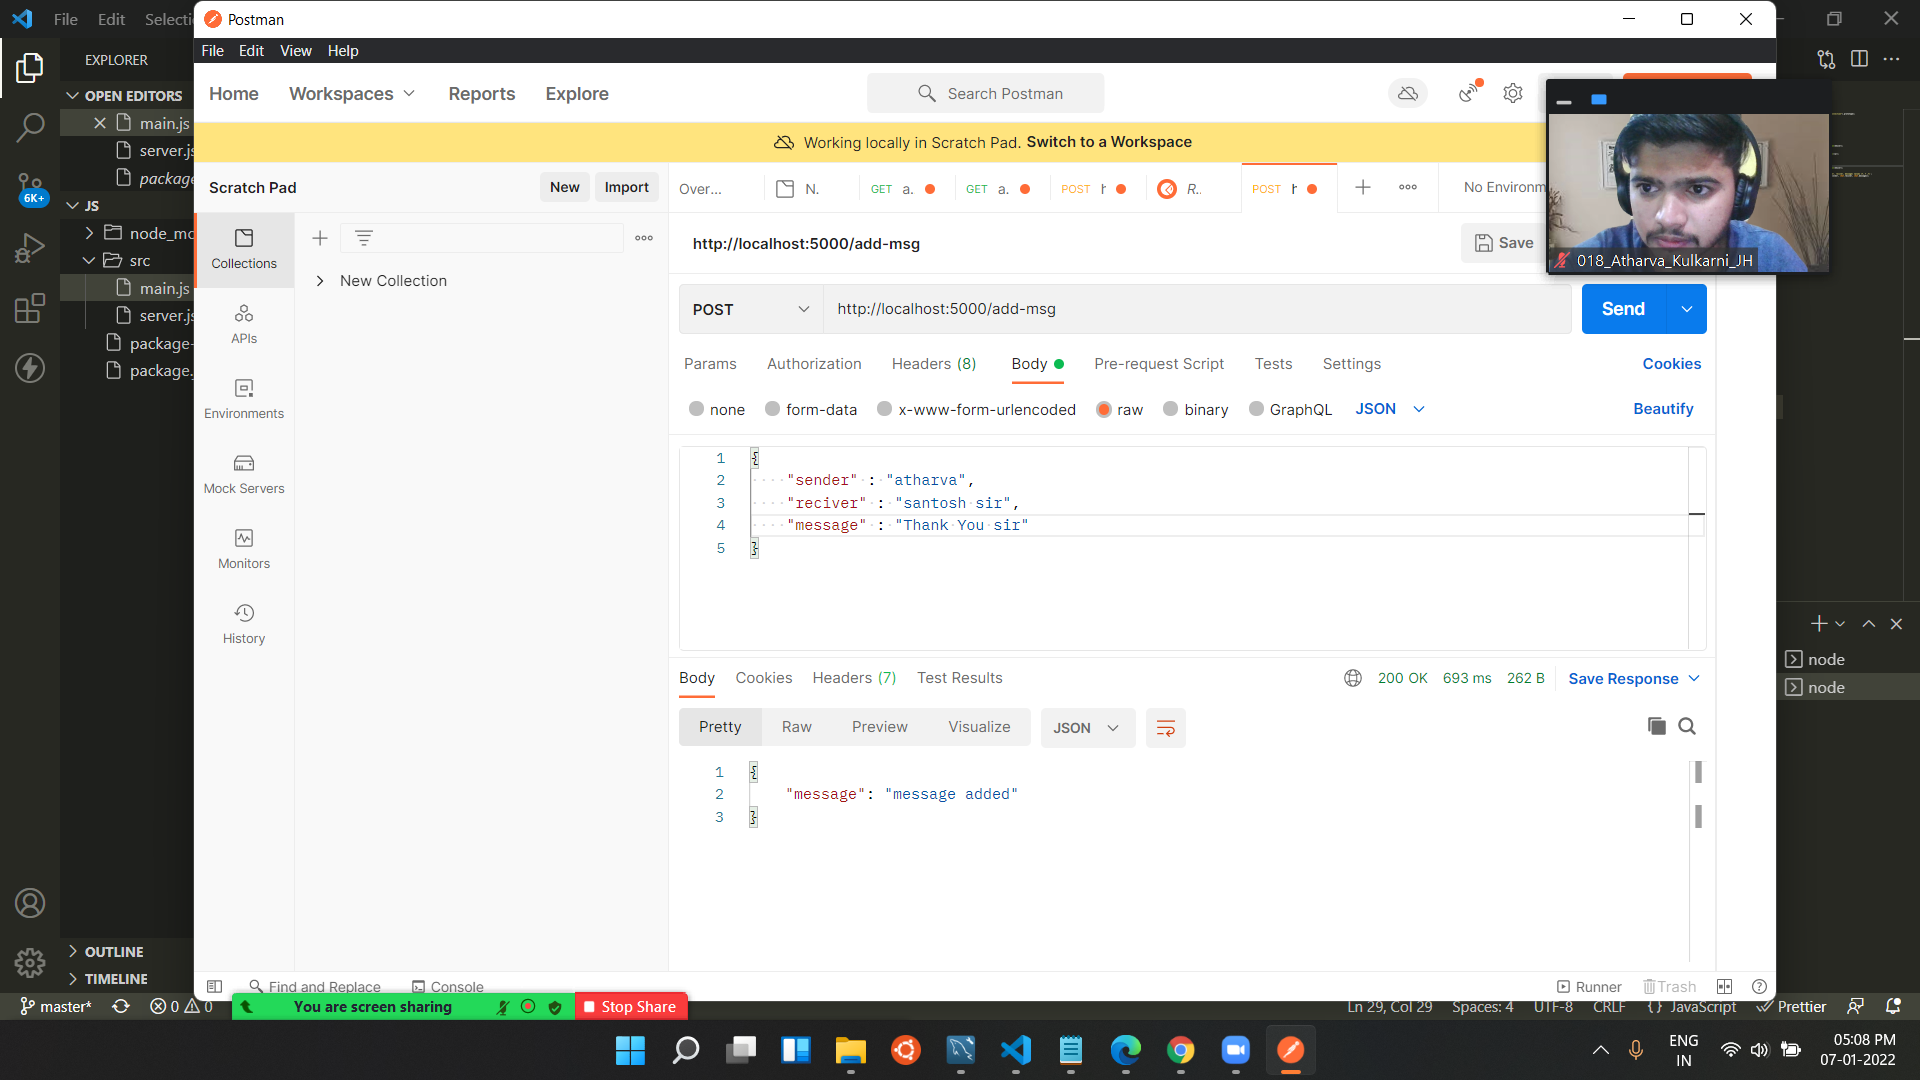 File Edit Selecti
Postman
File Edit View Help
EXPLORER
Home Workspaces Reports Explore
Search Postman
OPEN EDITORS
main.js
server.js
package
JS
node_mo
src
main.js
server.js
package-
package.
6K+
Working locally in Scratch Pad. Switch to a Workspace
Scratch Pad New Import
Over... N. GET a. GET a. POST h R.. POST h
No Environm
Collections
APIs
Environments
Mock Servers
Monitors
History
New Collection
http://localhost:5000/add-msg
Save
018_Atharva_Kulkarni_JH
POST http://localhost:5000/add-msg Send
Params Authorization Headers (8) Body Pre-request Script Tests Settings Cookies
none form-data x-www-form-urlencoded raw binary GraphQL JSON Beautify
1 {
2 "sender" : "atharva",
3 "reciver" : "santosh sir",
4 "message" : "Thank You sir"
5 }
Body Cookies Headers (7) Test Results 200 OK 693 ms 262 B Save Response
Pretty Raw Preview Visualize JSON
1 {
2 "message": "message added"
3 }
node
node
OUTLINE
TIMELINE
Find and Replace Console Runner Trash
master* 0 0 You are screen sharing Stop Share Ln 29, Col 29 Spaces: 4 UTF-8 CRLF {} JavaScript Prettier
ENG
IN
05:08 PM
07-01-2022